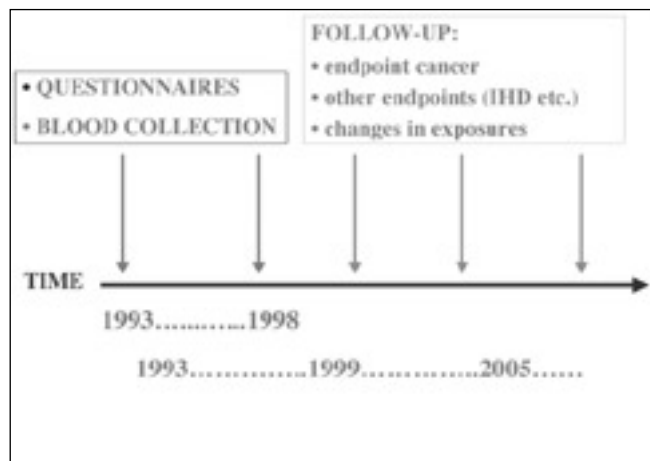 • QUESTIONNAIRES
• BLOOD COLLECTION
FOLLOW-UP:
• endpoint cancer
• other endpoints (IHD etc.)
• changes in exposures
TIME
1993............1998
1993...............1999................2005......